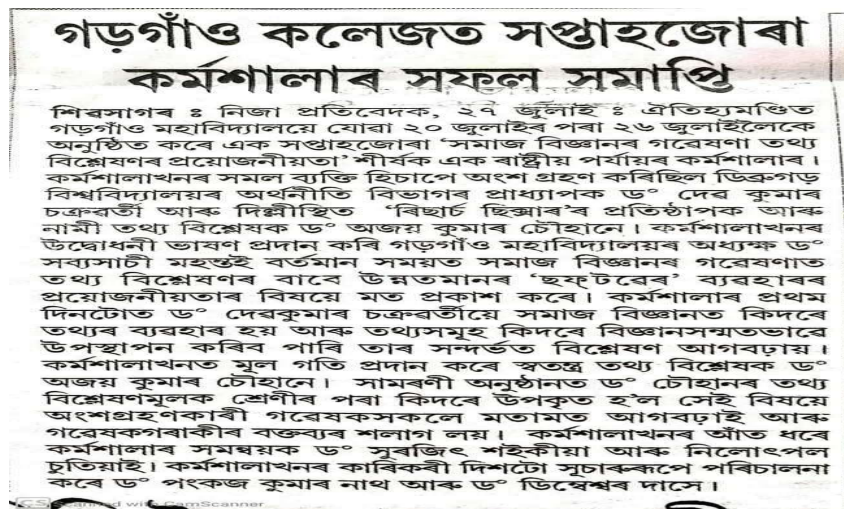 গড়গাঁও কলেজত সপ্তাহজোৰা
কৰ্মশালাৰ সফল সমাপ্তি
শিৱসাগৰ ঃ নিজা প্ৰতিবেদক, ২৭ জুলাই ঃ ঐতিহ্যমণ্ডিত
গড়গাঁও মহাবিদ্যালয়ে যোৱা ২০ জুলাইৰ পৰা ২৬ জুলাইলৈকে
অনুষ্ঠিত কৰে এক সপ্তাহজোৰা ‘সমাজ বিজ্ঞানৰ গৱেষণা তথ্য
বিশ্লেষণৰ প্ৰয়োজনীয়তা’ শীৰ্ষক এক ৰাষ্ট্ৰীয় পৰ্যায়ৰ কৰ্মশালাৰ।
কৰ্মশালাখনৰ সমল ব্যক্তি হিচাপে অংশ গ্ৰহণ কৰিছিল ডিব্ৰুগড়
বিশ্ববিদ্যালয়ৰ অৰ্থনীতি বিভাগৰ প্ৰাধ্যাপক ড° দেৱ কুমাৰ
চক্ৰৱৰ্তী আৰু দিল্লীস্থিত ‘ৰিছাৰ্চ ছিক্সাৰ’ৰ প্ৰতিষ্ঠাপক আৰু
নামী তথ্য বিশ্লেষক ড° অজয় কুমাৰ চৌহানে। কৰ্মশালাখনৰ
উদ্বোধনী ভাষণ প্ৰদান কৰি গড়গাঁও মহাবিদ্যালয়ৰ অধ্যক্ষ ড°
সব্যসাচী মহন্তই বৰ্তমান সময়ত সমাজ বিজ্ঞানৰ গৱেষণাত
তথ্য বিশ্লেষণৰ বাবে উন্নতমানৰ ‘ছফ্‌টৱেৰ’ ব্যৱহাৰৰ
প্ৰয়োজনীয়তাৰ বিষয়ে মত প্ৰকাশ কৰে। কৰ্মশালাৰ প্ৰথম
দিনটোত ড° দেৱকুমাৰ চক্ৰৱৰ্তীয়ে সমাজ বিজ্ঞানত কিদৰে
তথ্যৰ ব্যৱহাৰ হয় আৰু তথ্যসমূহ কিদৰে বিজ্ঞানসন্মতভাৱে
উপস্থাপন কৰিব পাৰি তাৰ সন্দৰ্ভত বিশ্লেষণ আগবঢ়ায়।
কৰ্মশালাখনত মূল গতি প্ৰদান কৰে স্বতন্ত্ৰ তথ্য বিশ্লেষক ড°
অজয় কুমাৰ চৌহানে। সামৰণী অনুষ্ঠানত ড° চৌহানৰ তথ্য
বিশ্লেষণমূলক শ্ৰেণীৰ পৰা কিদৰে উপকৃত হ’ল সেই বিষয়ে
অংশগ্ৰহণকাৰী গৱেষকসকলে মতামত আগবঢ়াই আৰু
গৱেষকগৰাকীৰ বক্তব্যৰ শলাগ লয়। কৰ্মশালাখনৰ আঁত ধৰে
কৰ্মশালাৰ সমন্বয়ক ড° সুৰজিৎ শইকীয়া আৰু নিলোৎপল
চুতিয়াই। কৰ্মশালাখনৰ কাৰিকৰী দিশটো সুচাৰুৰূপে পৰিচালনা
কৰে ড° পংকজ কুমাৰ নাথ আৰু ড° ডিম্বেশ্বৰ দাসে।
CS Scanned with CamScanner